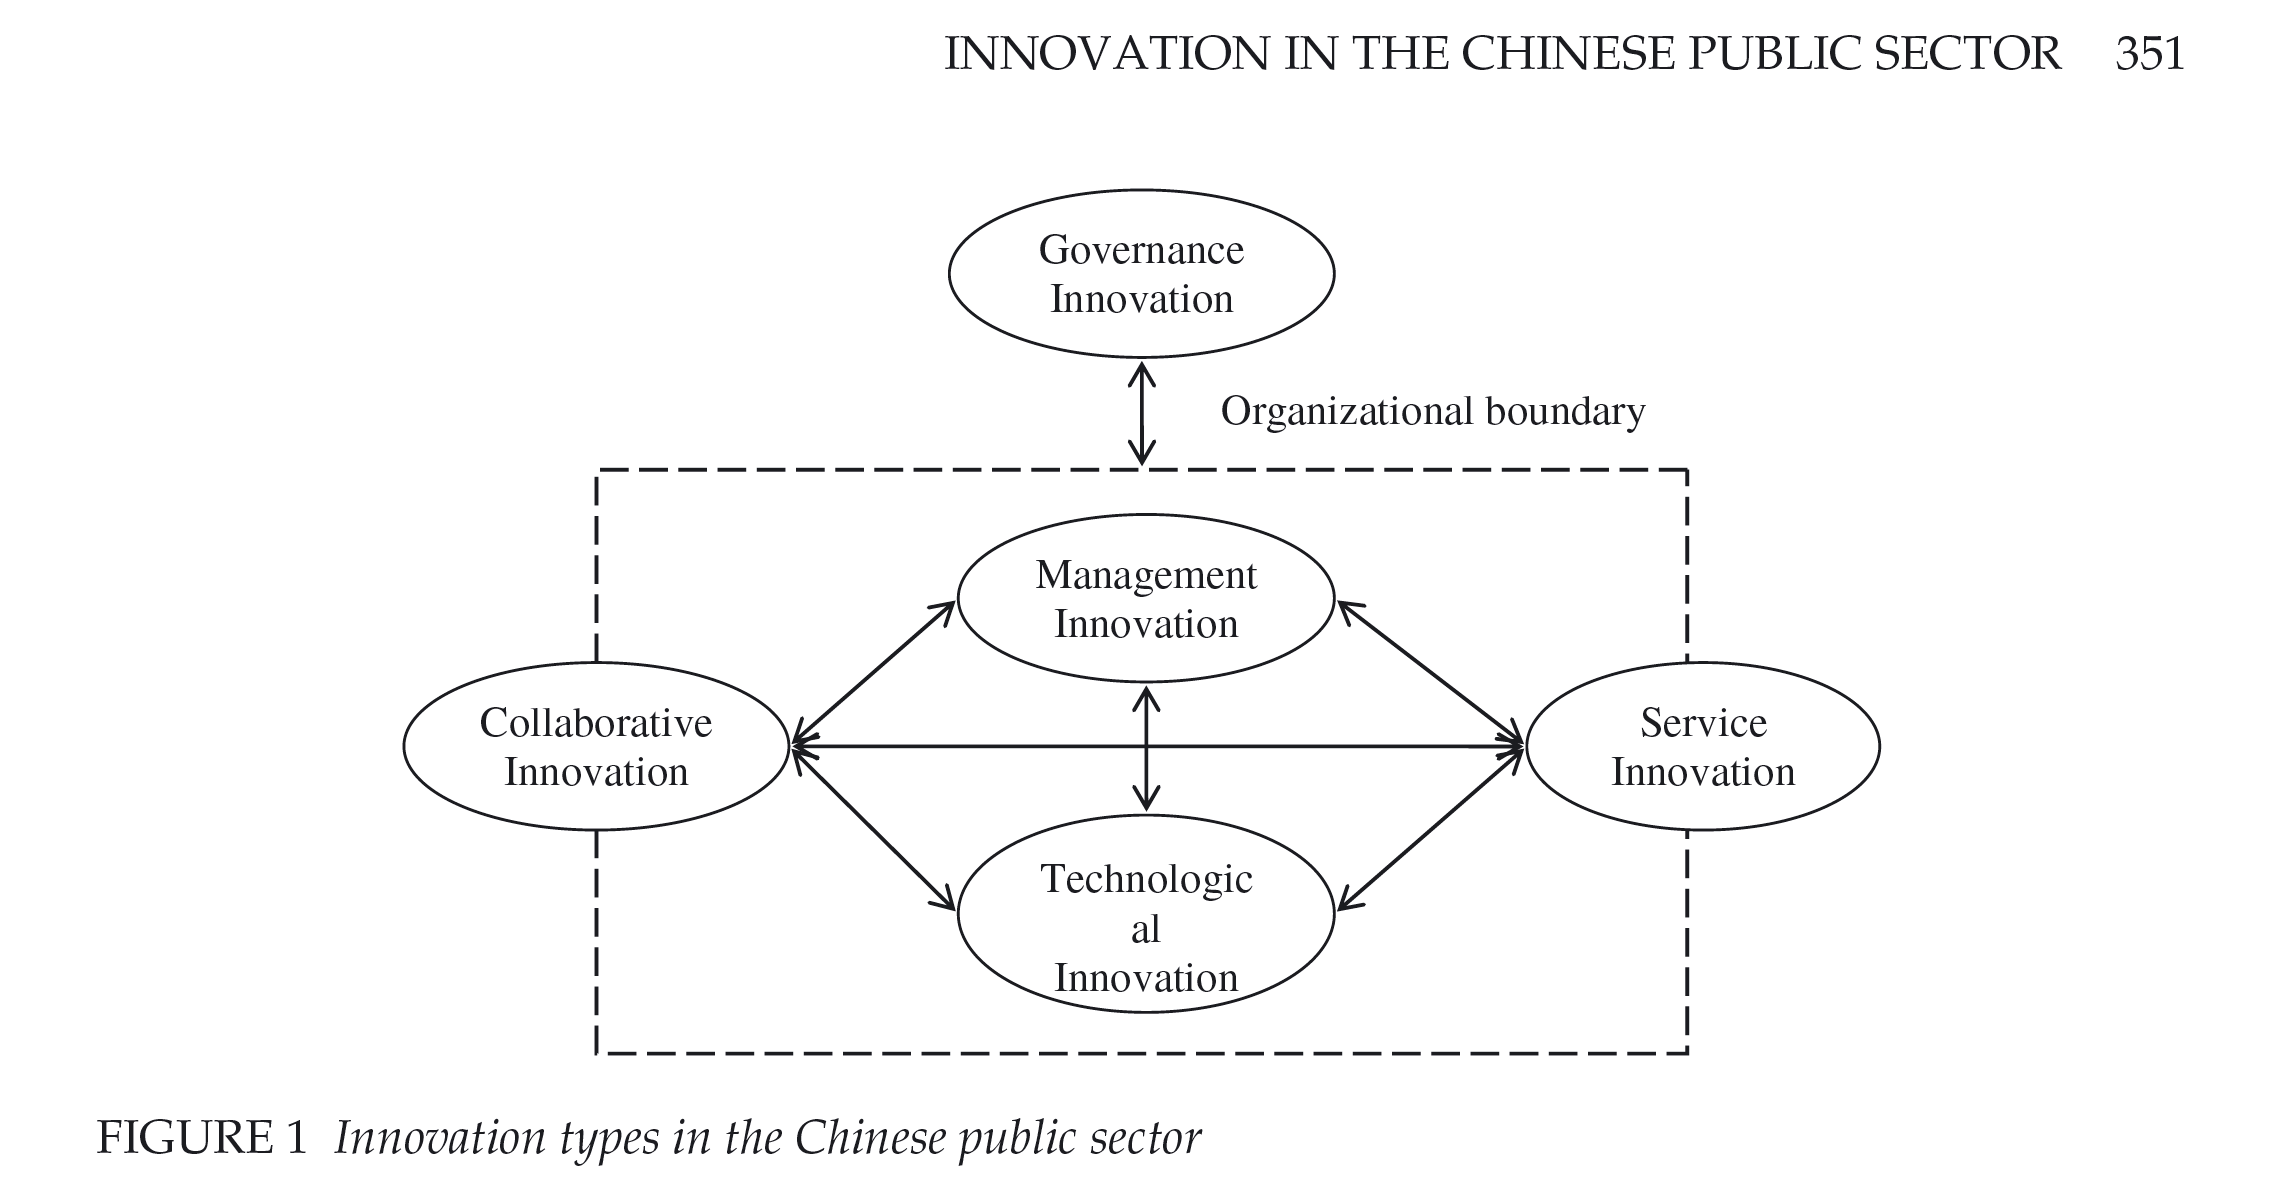 INNOVATION IN THE CHINESE PUBLIC SECTOR 351
Governance
Innovation
Organizational boundary
Management
Innovation
Collaborative
Innovation
Service
Innovation
Technologic
al
Innovation
FIGURE 1 Innovation types in the Chinese public sector